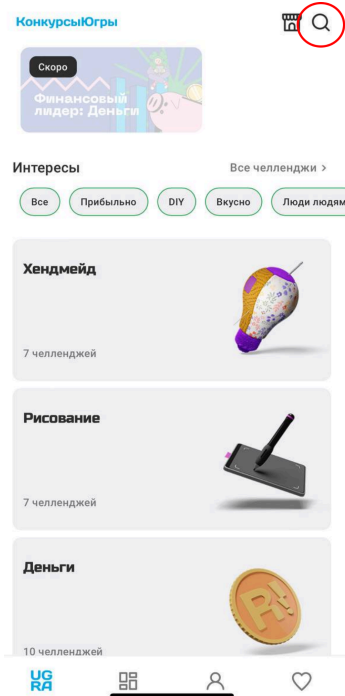 КонкурсыЮгры
Скоро
Финансовый
лидер: Деньги
Интересы
Все челленджи >
Все
Прибыльно
DIY
Вкусно
Люди людям
Хендмейд
7 челленджей
Рисование
7 челленджей
Деньги
R!
10 челленджей
UG
RA